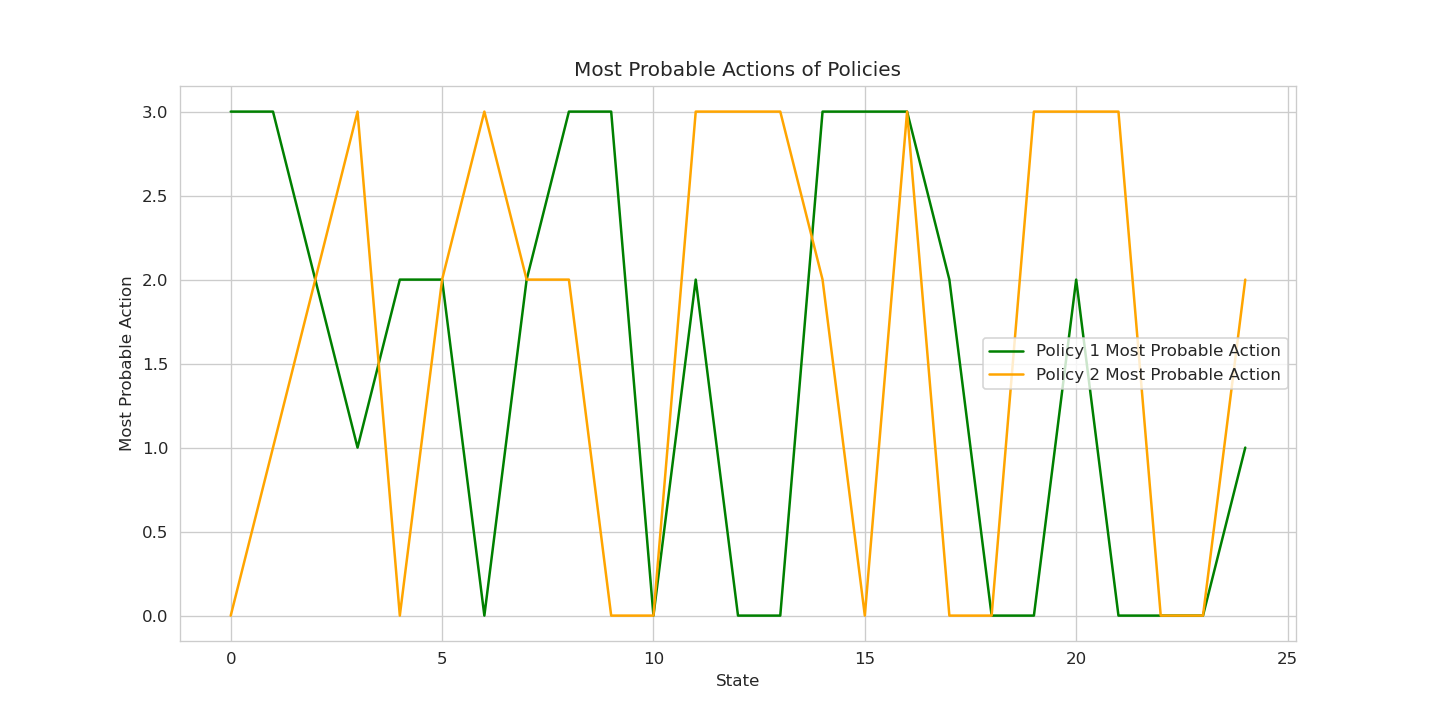 Most Probable Actions of Policies
Most Probable Action
3.0
2.5
2.0
1.5
1.0
0.5
0.0
Policy 1 Most Probable Action
Policy 2 Most Probable Action
0 5 10 15 20 25
State